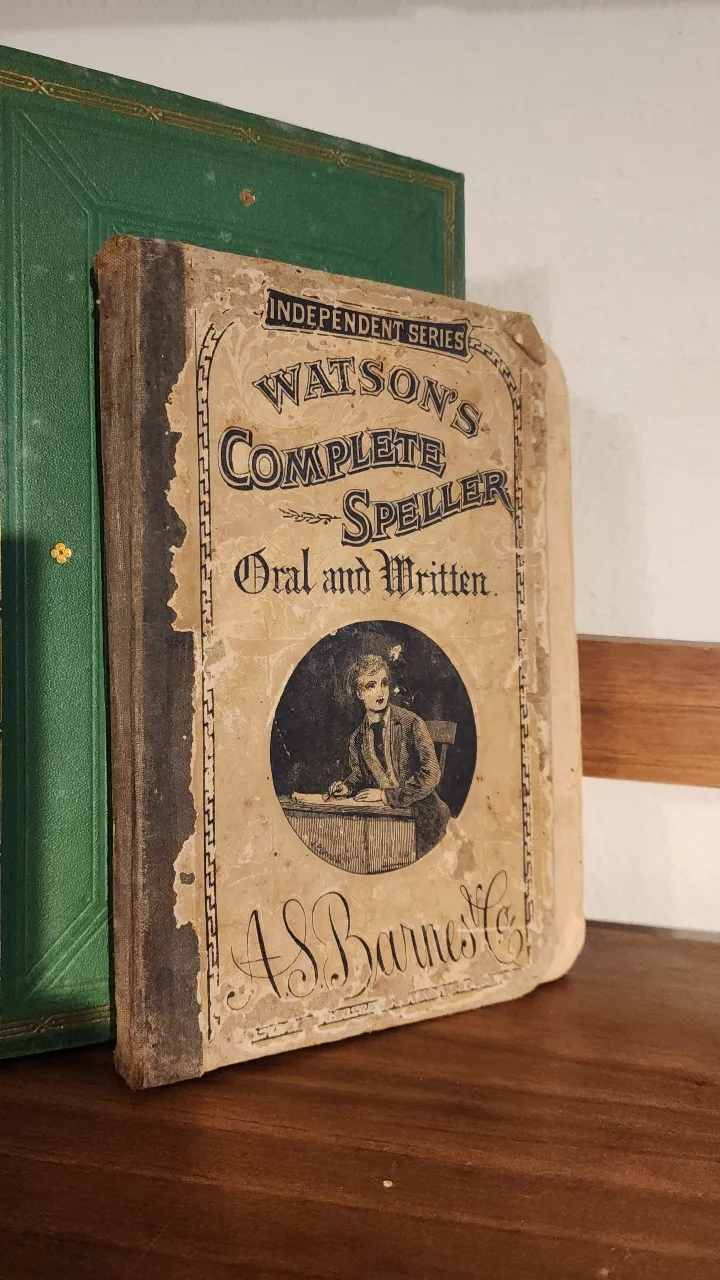 INDEPENDENT SERIES
WATSON'S
COMPLETE
SPELLER
Oral and Written.
A.S. Barnes & Co